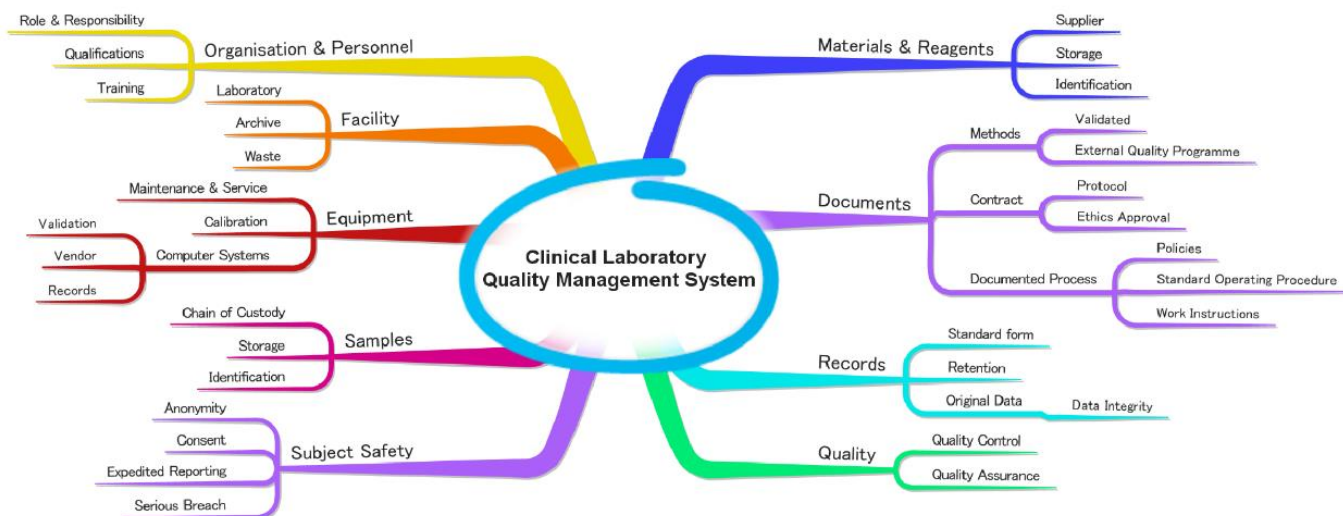 Role & Responsibility
Qualifications
Training
Organisation & Personnel
Laboratory
Archive
Waste
Facility
Maintenance & Service
Calibration
Computer Systems
Equipment
Validation
Vendor
Records
Chain of Custody
Storage
Identification
Samples
Anonymity
Consent
Expedited Reporting
Serious Breach
Subject Safety
Clinical Laboratory
Quality Management System
Materials & Reagents
Supplier
Storage
Identification
Documents
Methods
Validated
External Quality Programme
Contract
Protocol
Ethics Approval
Documented Process
Policies
Standard Operating Procedure
Work Instructions
Records
Standard form
Retention
Original Data
Data Integrity
Quality
Quality Control
Quality Assurance